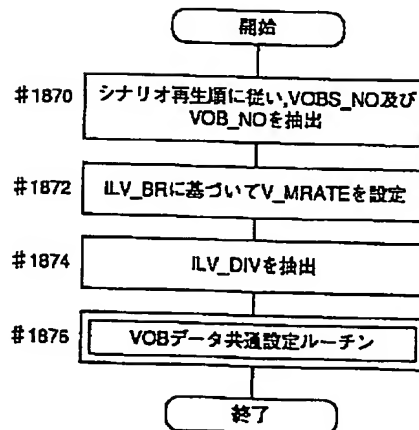 開始
#1870 シナリオ再生順に従い,VOBS_NO及び
VOB_NOを抽出
#1872 ILV_BRに基づいてV_MRATEを設定
#1874 ILV_DIVを抽出
#1876 VOBデータ共通設定ルーチン
終了